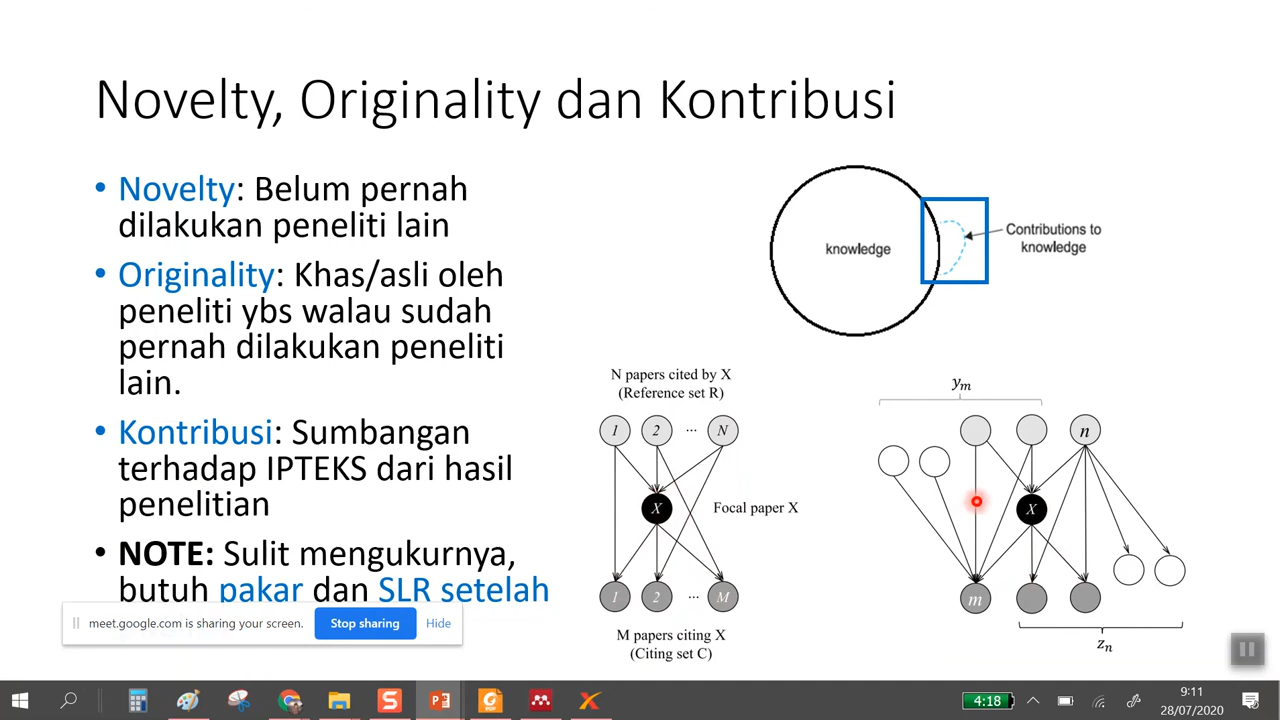 Novelty, Originality dan Kontribusi
• Novelty: Belum pernah
dilakukan peneliti lain
• Originality: Khas/asli oleh
peneliti ybs walau sudah
pernah dilakukan peneliti
lain.
• Kontribusi: Sumbangan
terhadap IPTEKS dari hasil
penelitian
• NOTE: Sulit mengukurnya,
butuh pakar dan SLR setelah
knowledge
Contributions to
knowledge
N papers cited by X
(Reference set R)
1 2 ... N
X
Focal paper X
1 2 ... M
M papers citing X
(Citing set C)
yₘ
n
X
m
zₙ
meet.google.com is sharing your screen.
Stop sharing
Hide
4:18
9:11
28/07/2020